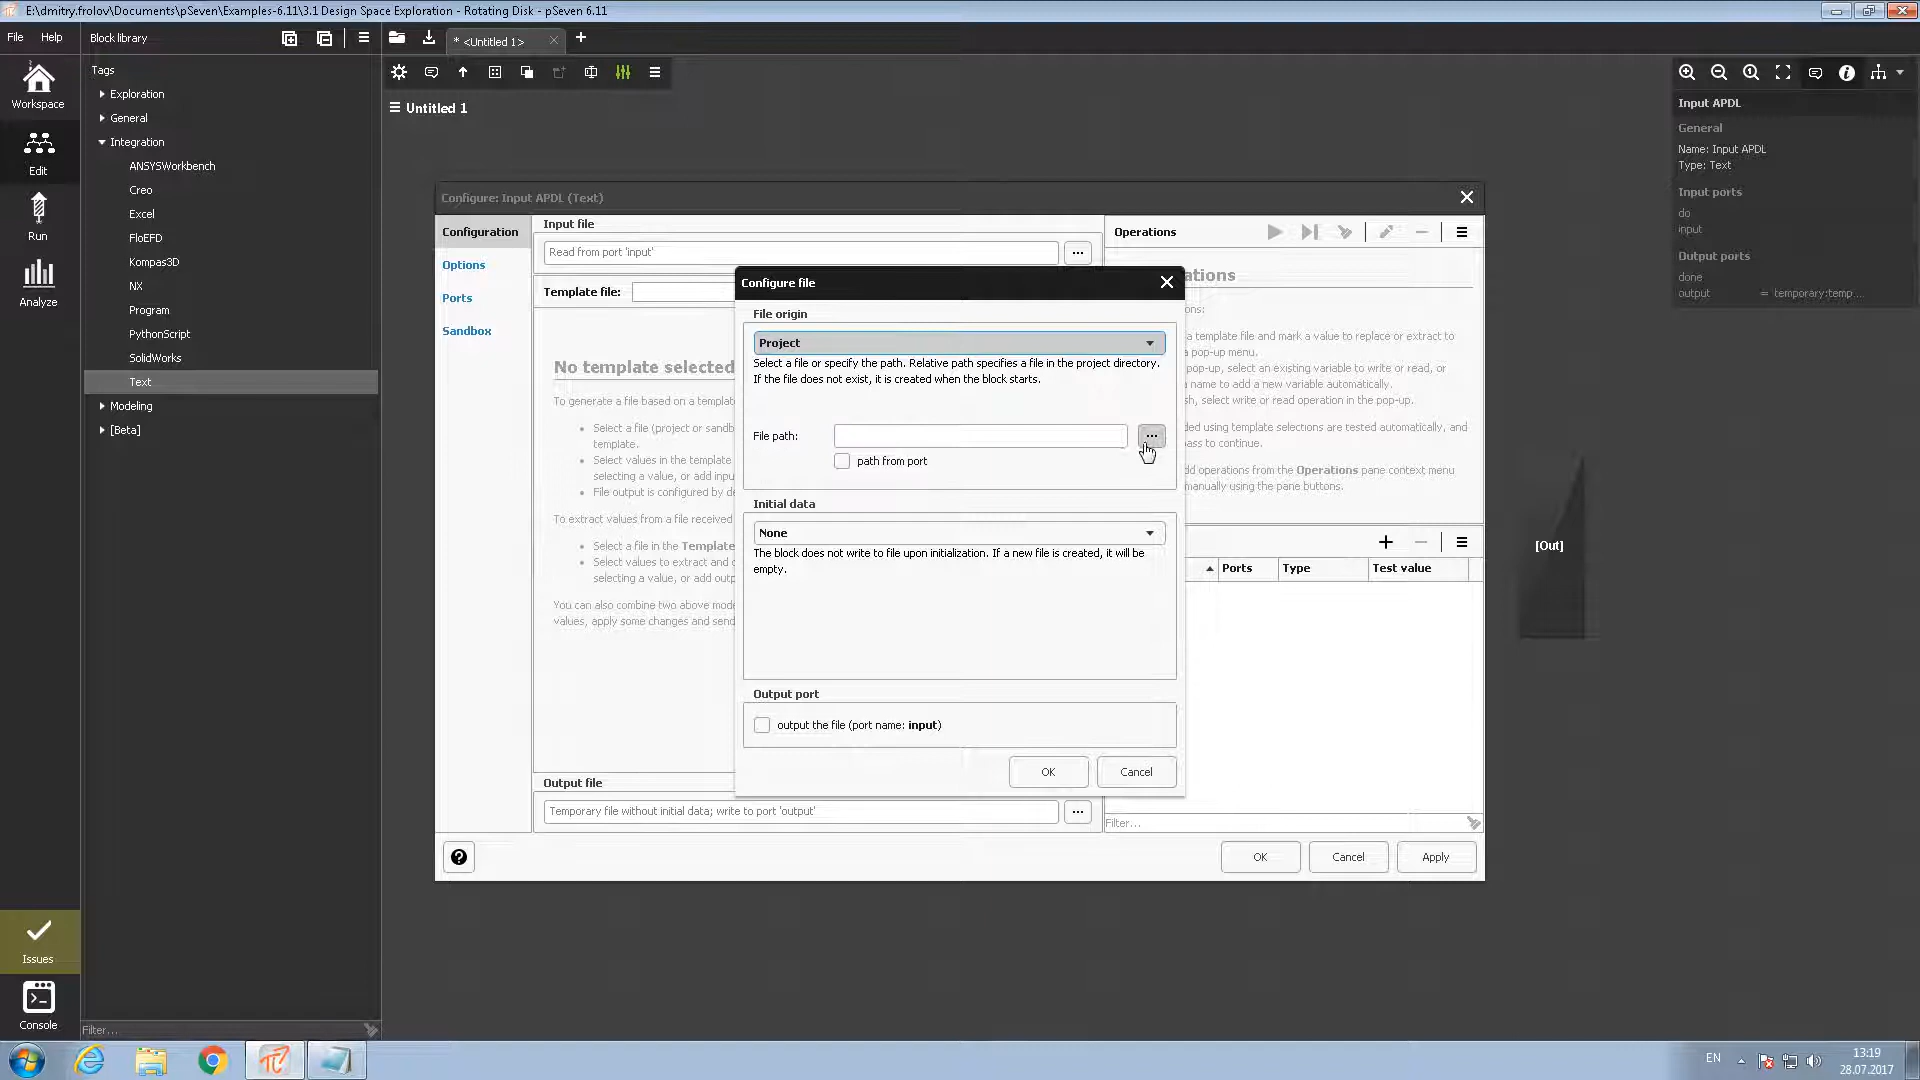 E:\dmitry.frolov\Documents\pSeven\Examples-6.11\3.1 Design Space Exploration - Rotating Disk - pSeven 6.11
File Help
Block library
* <Untitled 1>
Tags
Exploration
General
Integration
ANSYSWorkbench
Creo
Excel
FloEFD
Kompas3D
NX
Program
PythonScript
SolidWorks
Text
Modeling
[Beta]
Filter...
Workspace
Edit
Run
Analyze
Issues
Console
Untitled 1
Configure: Input APDL (Text)
Configuration
Options
Ports
Sandbox
Input file
Read from port 'input'
...
Template file:
No template selected
To generate a file based on a templat
Select a file (project or sandb
template.
Select values in the template
selecting a value, or add inpu
File output is configured by de
To extract values from a file received
Select a file in the Template
Select values to extract and c
selecting a value, or add outp
You can also combine two above mode
values, apply some changes and send
Output file
Temporary file without initial data; write to port 'output'
...
Configure file
File origin
Project
Select a file or specify the path. Relative path specifies a file in the project directory.
If the file does not exist, it is created when the block starts.
File path:
...
path from port
Initial data
None
The block does not write to file upon initialization. If a new file is created, it will be
empty.
Output port
output the file (port name: input)
OK Cancel
Operations
ations
ons:
a template file and mark a value to replace or extract to
a pop-up menu.
pop-up, select an existing variable to write or read, or
name to add a new variable automatically.
sh, select write or read operation in the pop-up.
ded using template selections are tested automatically, and
pass to continue.
add operations from the Operations pane context menu
manually using the pane buttons.
Ports Type Test value
Filter...
? OK Cancel Apply
[Out]
Input APDL
General
Name: Input APDL
Type: Text
Input ports
do
input
Output ports
done
output = temporary:temp....
EN
13:19
28.07.2017